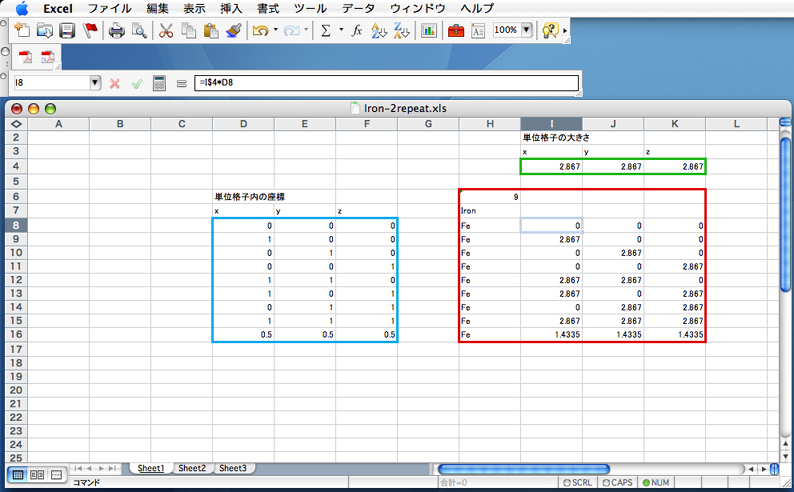 Excel ファイル 編集 表示 挿入 書式 ツール データ ウィンドウ ヘルプ
Σ fx 100%
I8 =I$4*D8
Iron-2repeat.xls
A B C D E F G H I J K L
2 単位格子の大きさ
3 x y z
4 2.867 2.867 2.867
5
6 単位格子内の座標 9
7 x y z Iron
8 0 0 0 Fe 0 0 0
9 1 0 0 Fe 2.867 0 0
10 0 1 0 Fe 0 2.867 0
11 0 0 1 Fe 0 0 2.867
12 1 1 0 Fe 2.867 2.867 0
13 1 0 1 Fe 2.867 0 2.867
14 0 1 1 Fe 0 2.867 2.867
15 1 1 1 Fe 2.867 2.867 2.867
16 0.5 0.5 0.5 Fe 1.4335 1.4335 1.4335
17
18
19
20
21
22
23
24
25
Sheet1 Sheet2 Sheet3
コマンド 合計=0 SCRL CAPS NUM